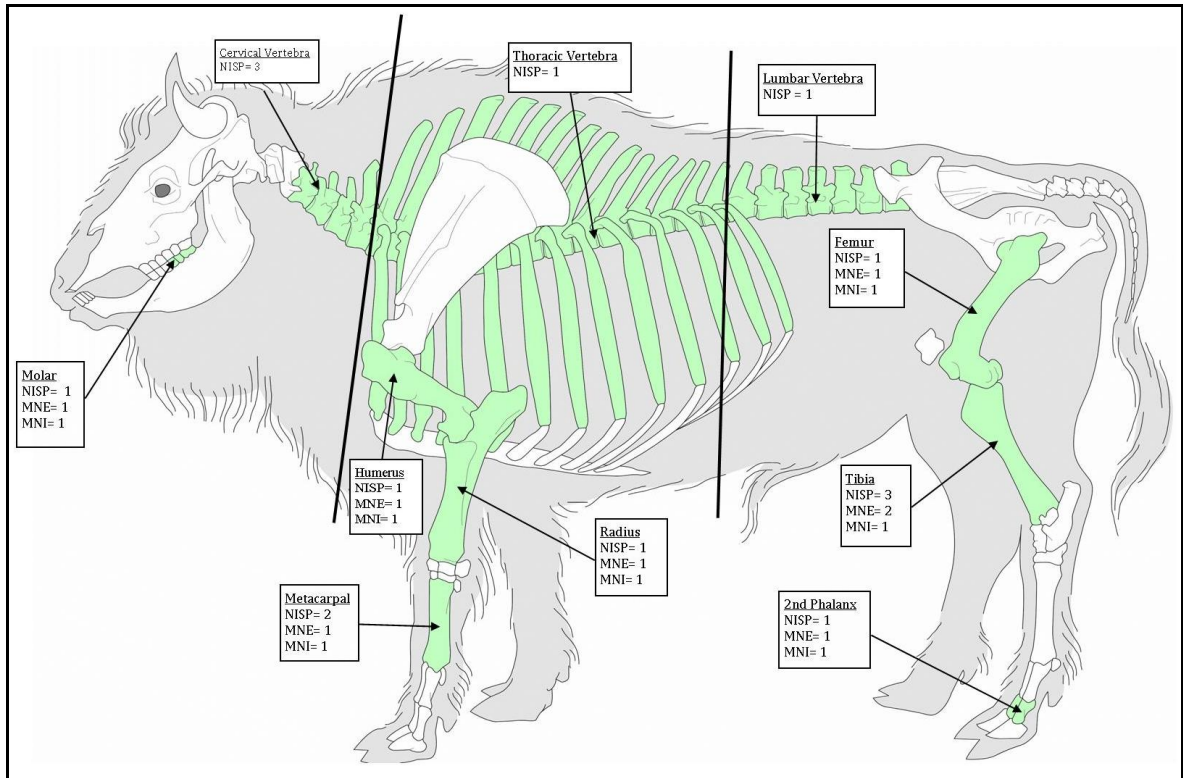 Cervical Vertebra
NISP= 3
Thoracic Vertebra
NISP= 1
Lumbar Vertebra
NISP = 1
Femur
NISP= 1
MNE= 1
MNI= 1
Molar
NISP= 1
MNE= 1
MNI= 1
Humerus
NISP= 1
MNE= 1
MNI= 1
Tibia
NISP= 3
MNE= 2
MNI= 1
Radius
NISP= 1
MNE= 1
MNI= 1
Metacarpal
NISP= 2
MNE= 1
MNI= 1
2nd Phalanx
NISP= 1
MNE= 1
MNI= 1